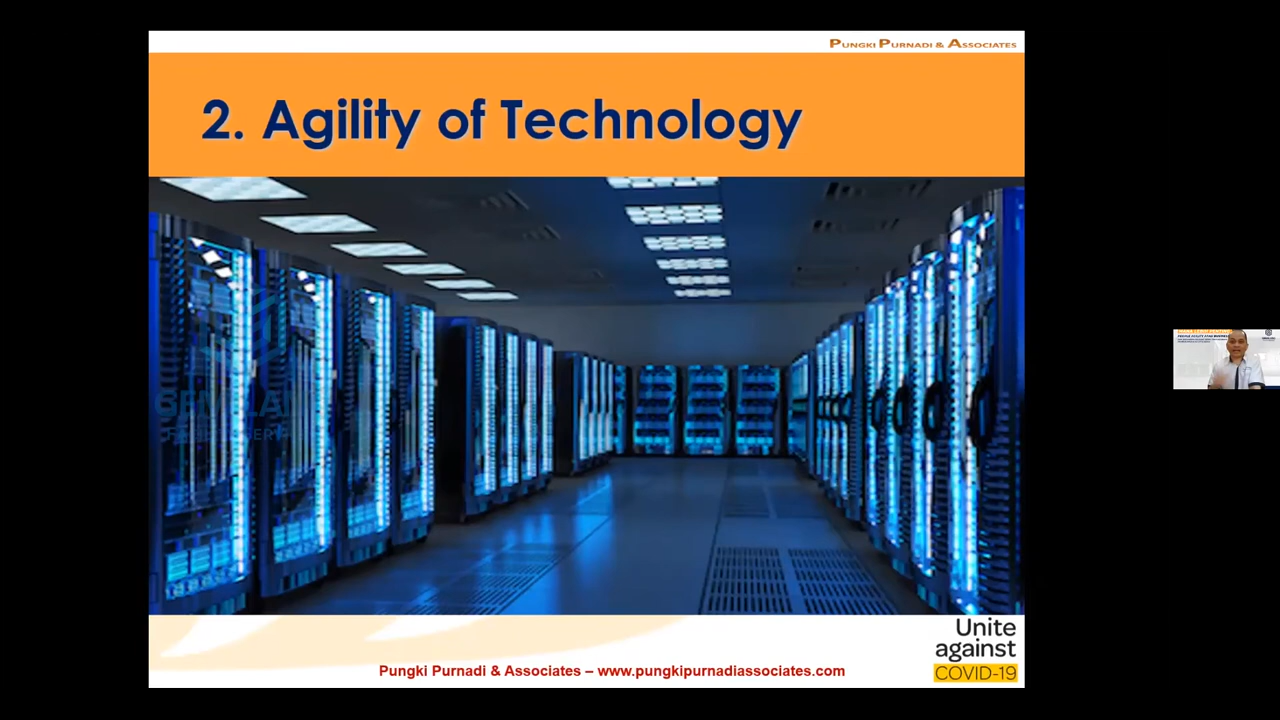 PUNGKI PURNADI & ASSOCIATES
2. Agility of Technology
Pungki Purnadi & Associates – www.pungkipurnadiassociates.com
Unite
against
COVID-19